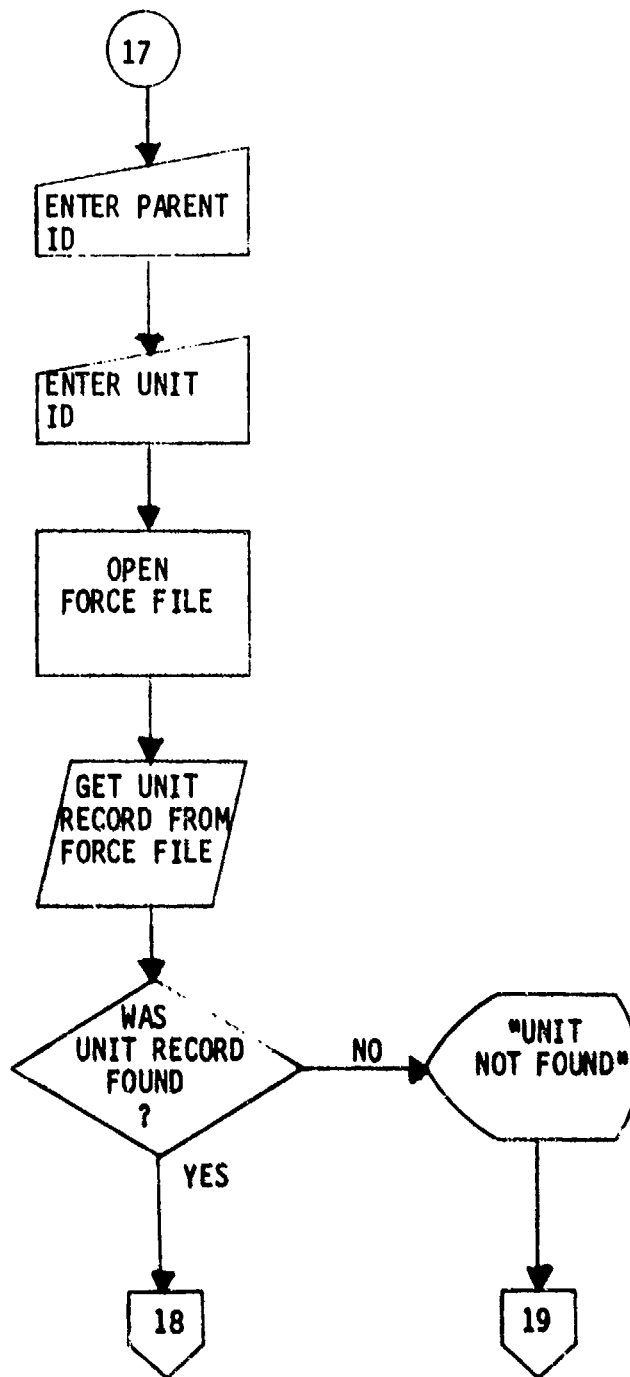 17
ENTER PARENT
ID
ENTER UNIT
ID
OPEN
FORCE FILE
GET UNIT
RECORD FROM
FORCE FILE
WAS
UNIT RECORD
FOUND
?
NO
"UNIT
NOT FOUND"
YES
18
19